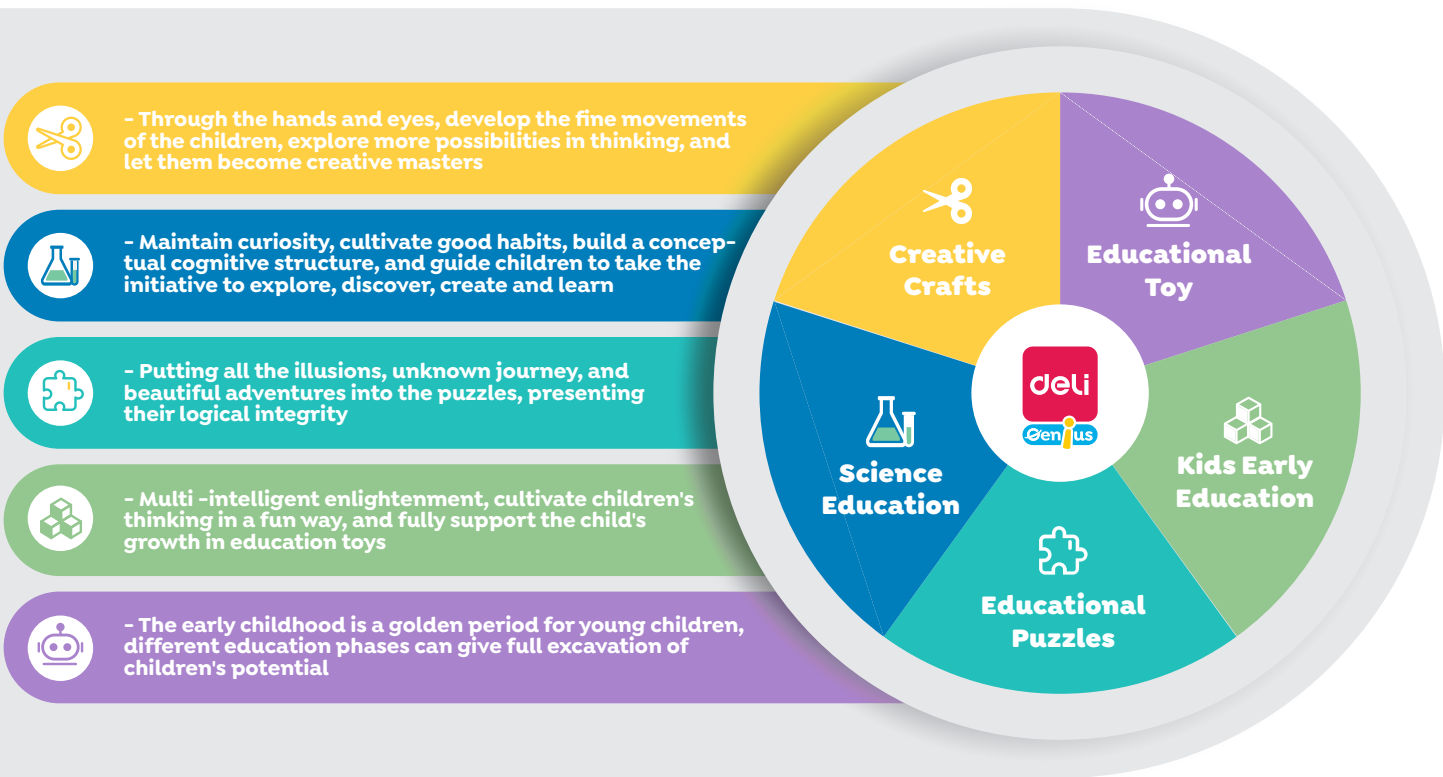 - Through the hands and eyes, develop the fine movements
of the children, explore more possibilities in thinking, and
let them become creative masters
- Maintain curiosity, cultivate good habits, build a concep-
tual cognitive structure, and guide children to take the
initiative to explore, discover, create and learn
- Putting all the illusions, unknown journey, and
beautiful adventures into the puzzles, presenting
their logical integrity
- Multi -intelligent enlightenment, cultivate children's
thinking in a fun way, and fully support the child's
growth in education toys
- The early childhood is a golden period for young children,
different education phases can give full excavation of
children's potential
Creative
Crafts
Educational
Toy
Science
Education
deli
Genius
Kids Early
Education
Educational
Puzzles